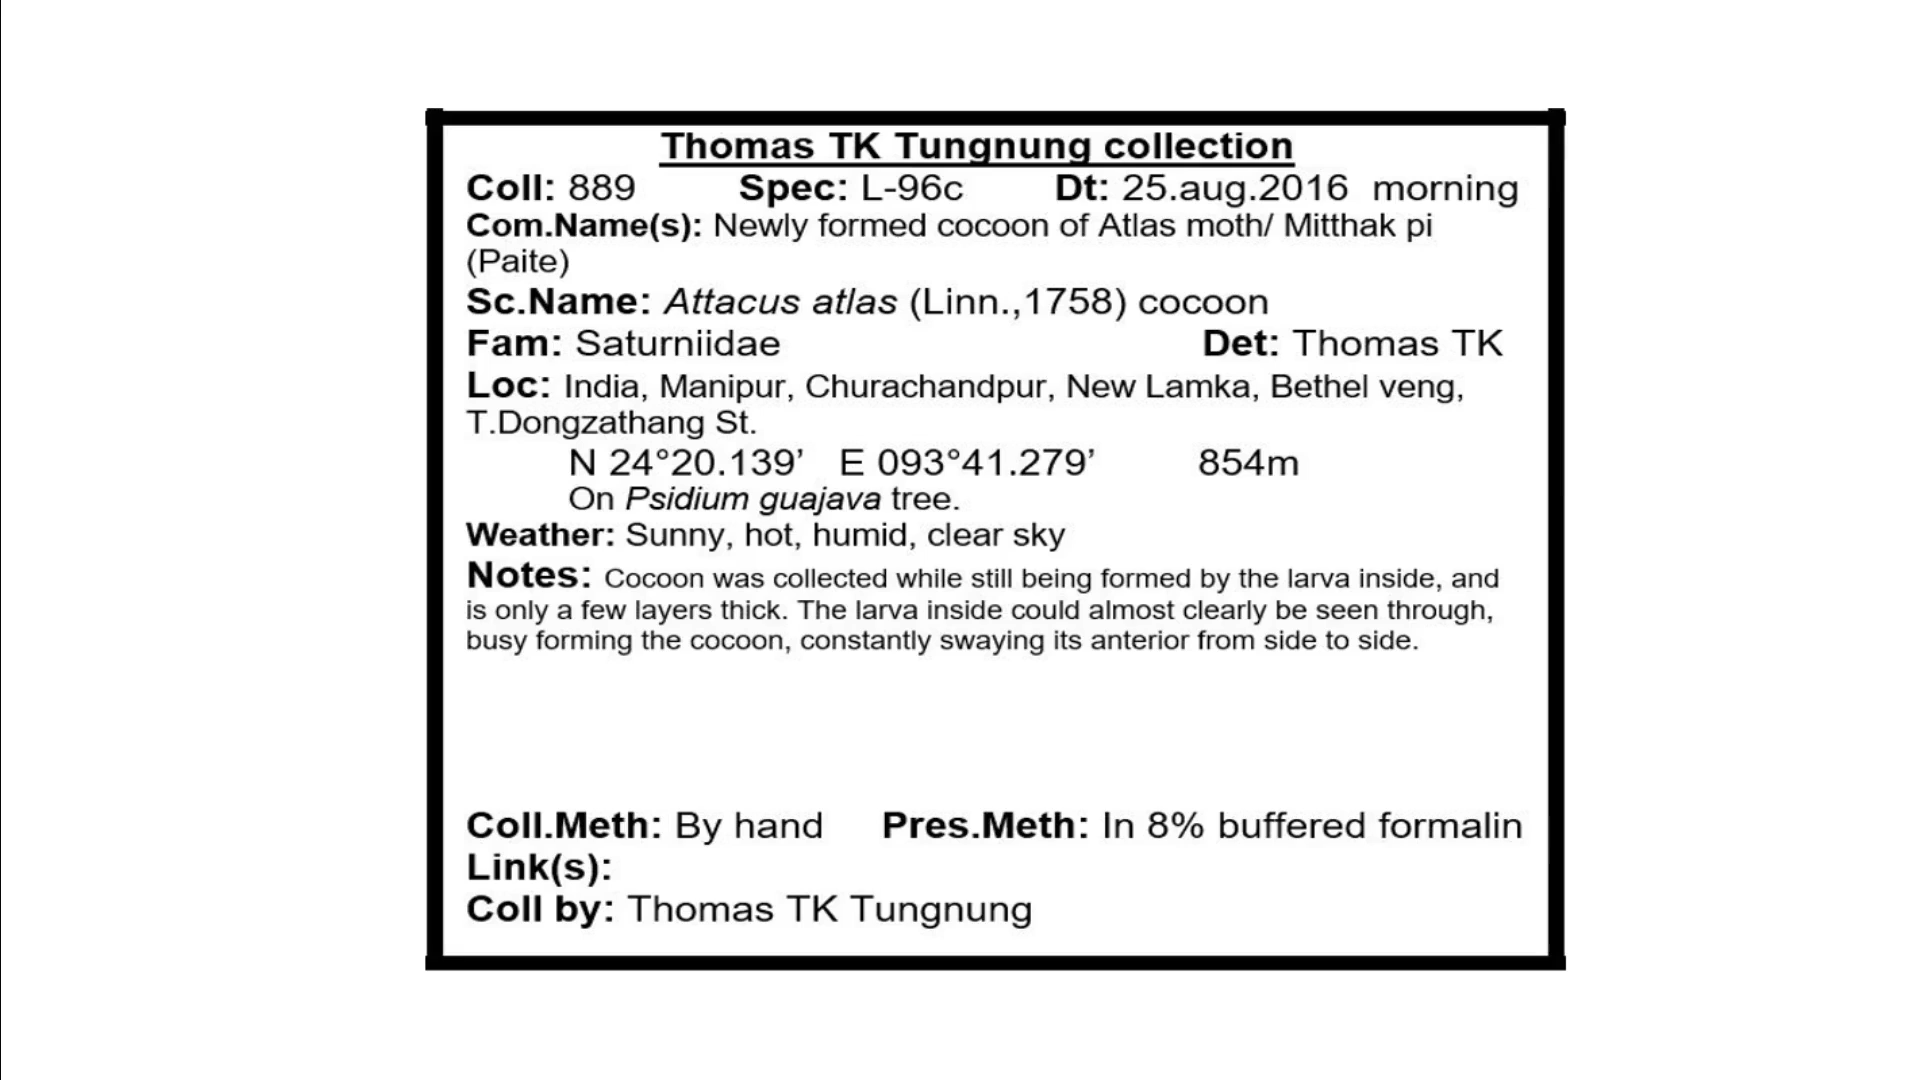 Thomas TK Tungnung collection
Coll: 889 Spec: L-96c Dt: 25.aug.2016 morning
Com.Name(s): Newly formed cocoon of Atlas moth/ Mitthak pi
(Paite)
Sc.Name: Attacus atlas (Linn.,1758) cocoon
Fam: Saturniidae Det: Thomas TK
Loc: India, Manipur, Churachandpur, New Lamka, Bethel veng,
T.Dongzathang St.
N 24°20.139’ E 093°41.279’ 854m
On Psidium guajava tree.
Weather: Sunny, hot, humid, clear sky
Notes: Cocoon was collected while still being formed by the larva inside, and
is only a few layers thick. The larva inside could almost clearly be seen through,
busy forming the cocoon, constantly swaying its anterior from side to side.
Coll.Meth: By hand Pres.Meth: In 8% buffered formalin
Link(s):
Coll by: Thomas TK Tungnung